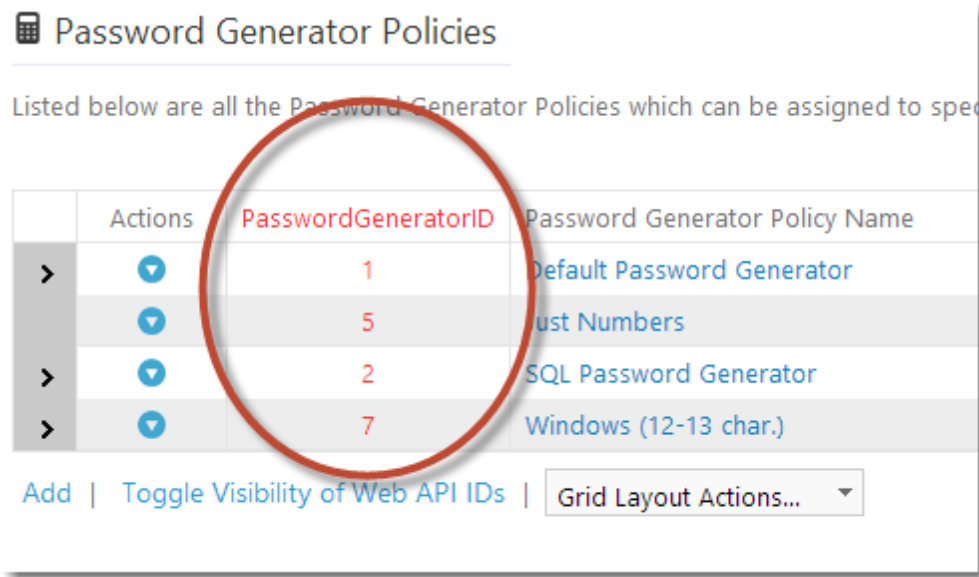 Password Generator Policies
Listed below are all the Password Generator Policies which can be assigned to spec
Actions PasswordGeneratorID Password Generator Policy Name
1 Default Password Generator
5 Just Numbers
2 SQL Password Generator
7 Windows (12-13 char.)
Add | Toggle Visibility of Web API IDs | Grid Layout Actions...